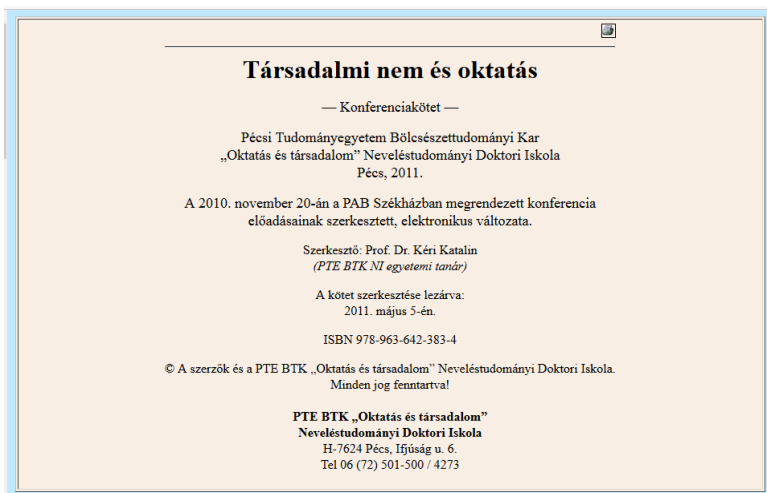 Társadalmi nem és oktatás
— Konferenciakötet —
Pécsi Tudományegyetem Bölcsészettudományi Kar
„Oktatás és társadalom” Neveléstudományi Doktori Iskola
Pécs, 2011.
A 2010. november 20-án a PAB Székházban megrendezett konferencia
előadásainak szerkesztett, elektronikus változata.
Szerkesztő: Prof. Dr. Kéri Katalin
(PTE BTK NI egyetemi tanár)
A kötet szerkesztése lezárva:
2011. május 5-én.
ISBN 978-963-642-383-4
© A szerzők és a PTE BTK „Oktatás és társadalom” Neveléstudományi Doktori Iskola.
Minden jog fenntartva!
PTE BTK „Oktatás és társadalom”
Neveléstudományi Doktori Iskola
H-7624 Pécs, Ifjúság u. 6.
Tel 06 (72) 501-500 / 4273